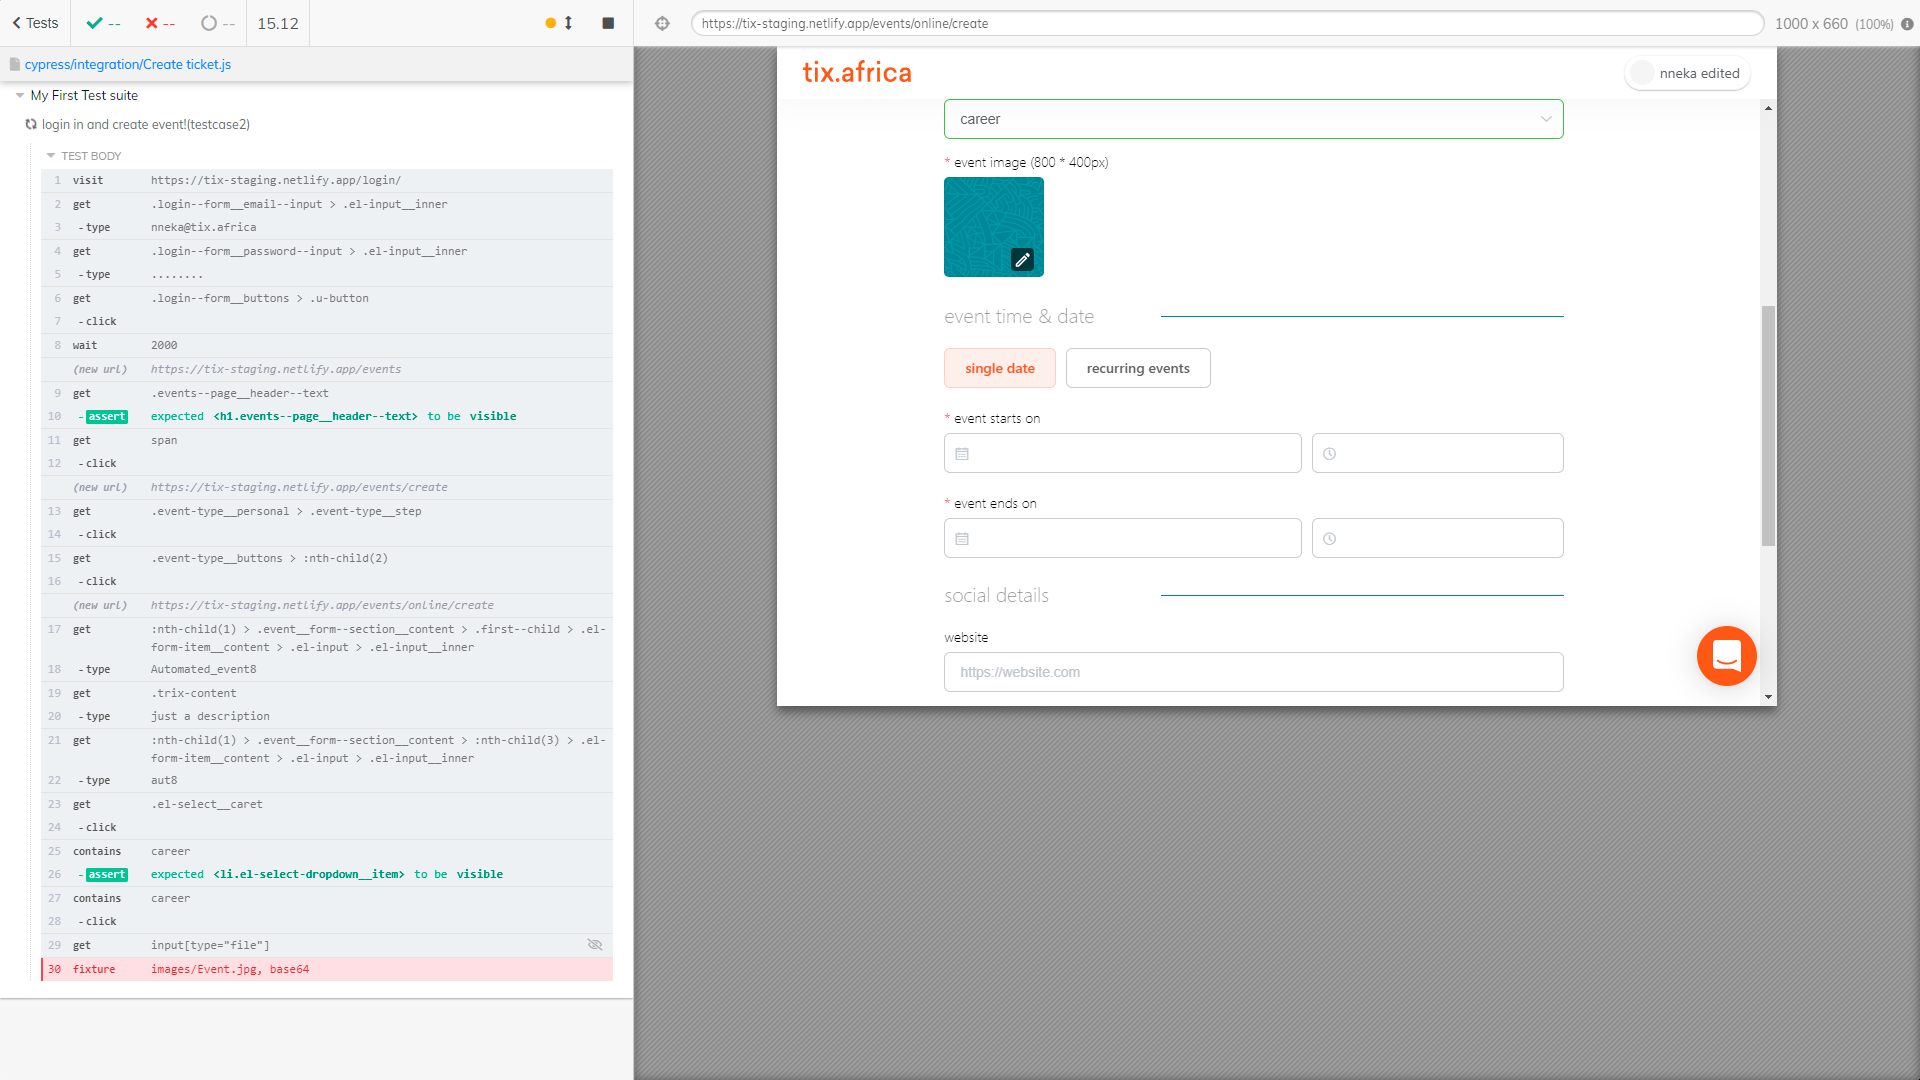 Tests
--
--
--
15.12
https://tix-staging.netlify.app/events/online/create
1000 x 660 (100%)
cypress/integration/Create ticket.js
My First Test suite
login in and create event!(testcase2)
TEST BODY
1 visit https://tix-staging.netlify.app/login/
2 get .login--form__email--input > .el-input__inner
3 -type nneka@tix.africa
4 get .login--form__password--input > .el-input__inner
5 -type ........
6 get .login--form__buttons > .u-button
7 -click
8 wait 2000
(new url) https://tix-staging.netlify.app/events
9 get .events--page__header--text
10 -assert expected <h1.events--page__header--text> to be visible
11 get span
12 -click
(new url) https://tix-staging.netlify.app/events/create
13 get .event-type__personal > .event-type__step
14 -click
15 get .event-type__buttons > :nth-child(2)
16 -click
(new url) https://tix-staging.netlify.app/events/online/create
17 get :nth-child(1) > .event__form--section__content > .first--child > .el-
form-item__content > .el-input > .el-input__inner
18 -type Automated_event8
19 get .trix-content
20 -type just a description
21 get :nth-child(1) > .event__form--section__content > :nth-child(3) > .el-
form-item__content > .el-input > .el-input__inner
22 -type aut8
23 get .el-select__caret
24 -click
25 contains career
26 -assert expected <li.el-select-dropdown__item> to be visible
27 contains career
28 -click
29 get input[type="file"]
30 fixture images/Event.jpg, base64
tix.africa
nneka edited
career
* event image (800 * 400px)
event time & date
single date
recurring events
* event starts on
* event ends on
social details
website
https://website.com